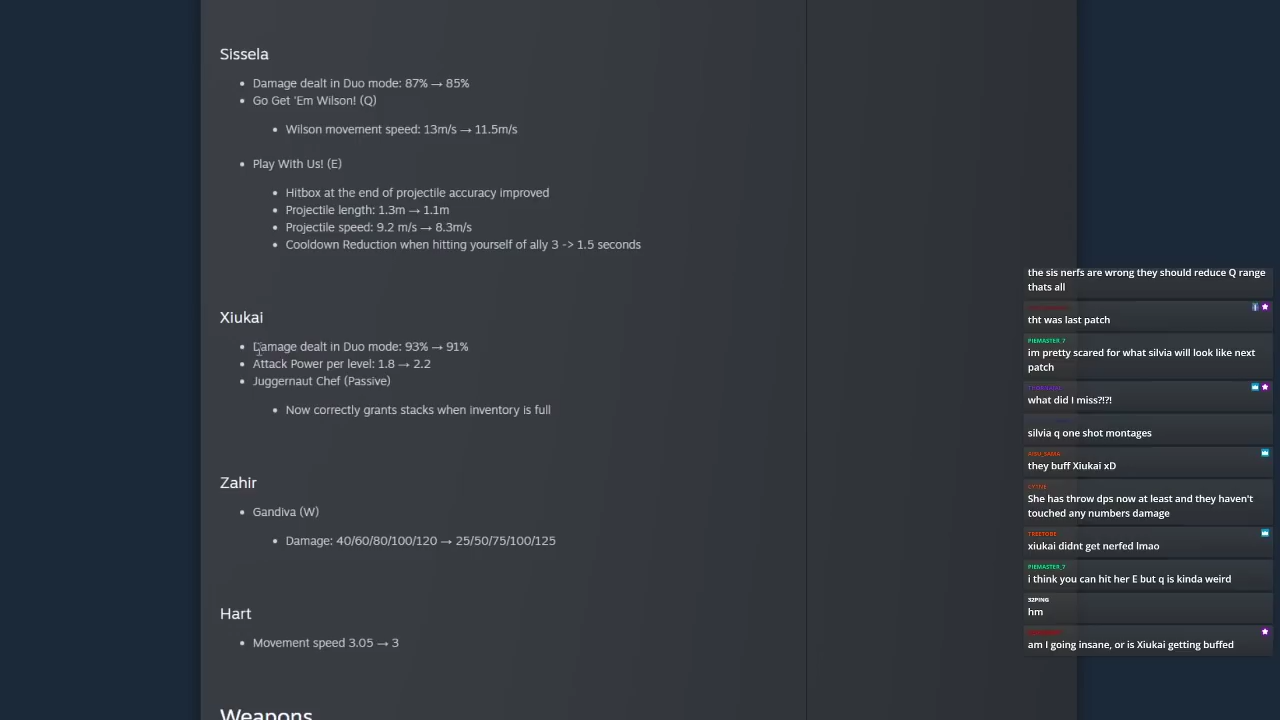 Sissela
Damage dealt in Duo mode: 87% → 85%
Go Get 'Em Wilson! (Q)
Wilson movement speed: 13m/s → 11.5m/s
Play With Us! (E)
Hitbox at the end of projectile accuracy improved
Projectile length: 1.3m → 1.1m
Projectile speed: 9.2 m/s → 8.3m/s
Cooldown Reduction when hitting yourself of ally 3 -> 1.5 seconds
Xiukai
Damage dealt in Duo mode: 93% → 91%
Attack Power per level: 1.8 → 2.2
Juggernaut Chef (Passive)
Now correctly grants stacks when inventory is full
Zahir
Gandiva (W)
Damage: 40/60/80/100/120 → 25/50/75/100/125
Hart
Movement speed 3.05 → 3
Weapons
the sis nerfs are wrong they should reduce Q range
thats all
tht was last patch
PIEMASTER_7
im pretty scared for what silvia will look like next
patch
what did I miss?!?!
silvia q one shot montages
they buff Xiukai xD
She has throw dps now at least and they haven't
touched any numbers damage
xiukai didnt get nerfed lmao
PIEMASTER_7
i think you can hit her E but q is kinda weird
32PING
hm
am I going insane, or is Xiukai getting buffed